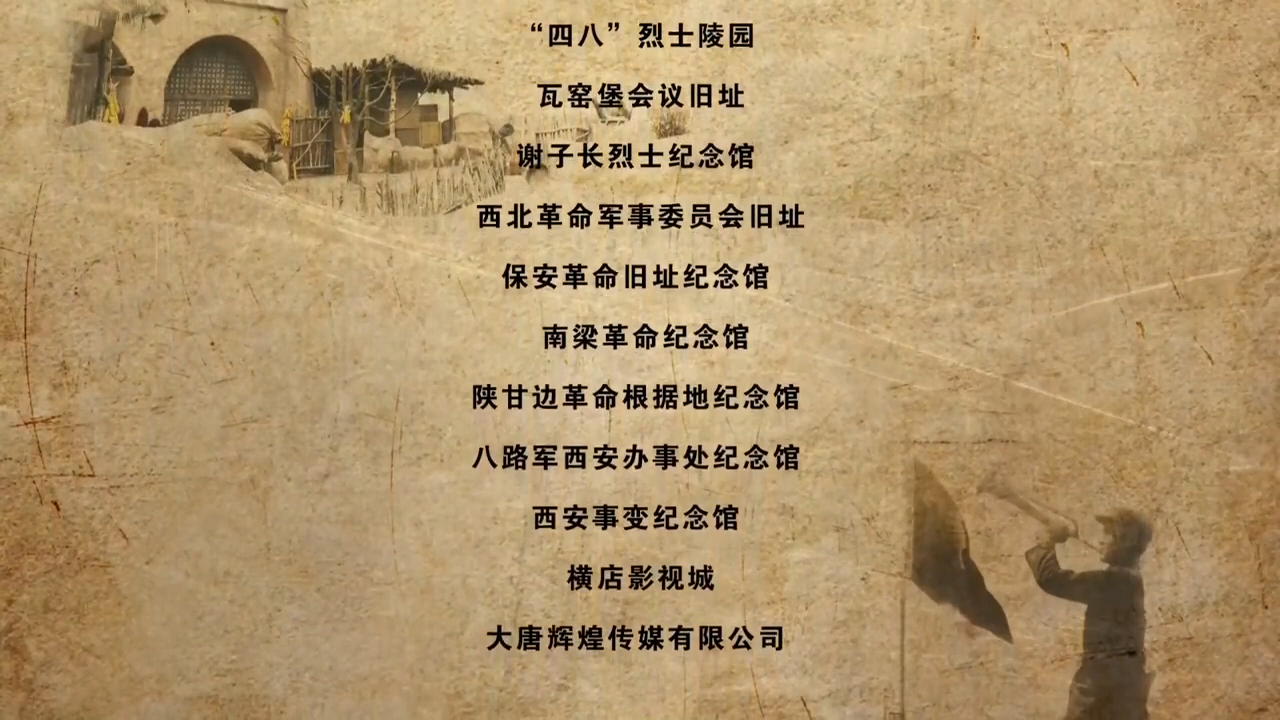 “四八”烈士陵园
瓦窑堡会议旧址
谢子长烈士纪念馆
西北革命军事委员会旧址
保安革命旧址纪念馆
南梁革命纪念馆
陕甘边革命根据地纪念馆
八路军西安办事处纪念馆
西安事变纪念馆
横店影视城
大唐辉煌传媒有限公司